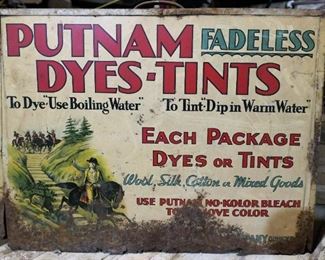 PUTNAM FADELESS
DYES-TINTS
To Dye "Use Boiling Water" To Tint "Dip in Warm Water"
EACH PACKAGE
DYES OR TINTS
Wool, Silk, Cotton or Mixed Goods
USE PUTNAM NO-KOLOR BLEACH
TO REMOVE COLOR